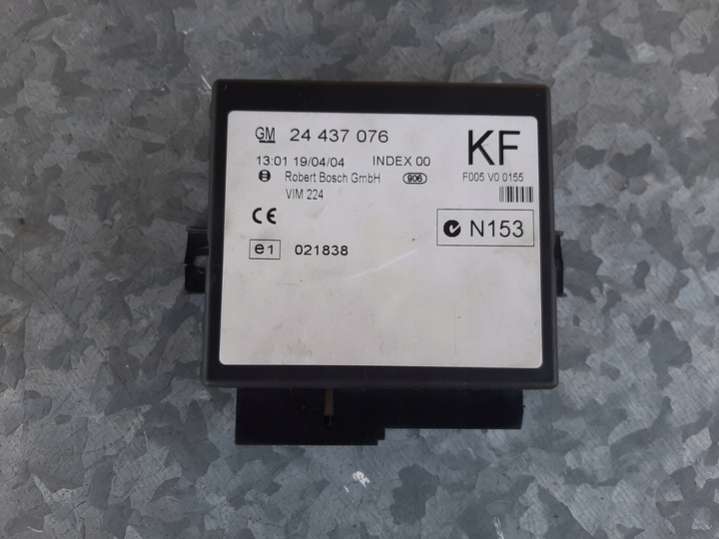 GM 24 437 076
13:01 19/04/04 INDEX 00
Robert Bosch GmbH 906
VIM 224
KF
F005 V0 0155
CE
N153
e1 021838